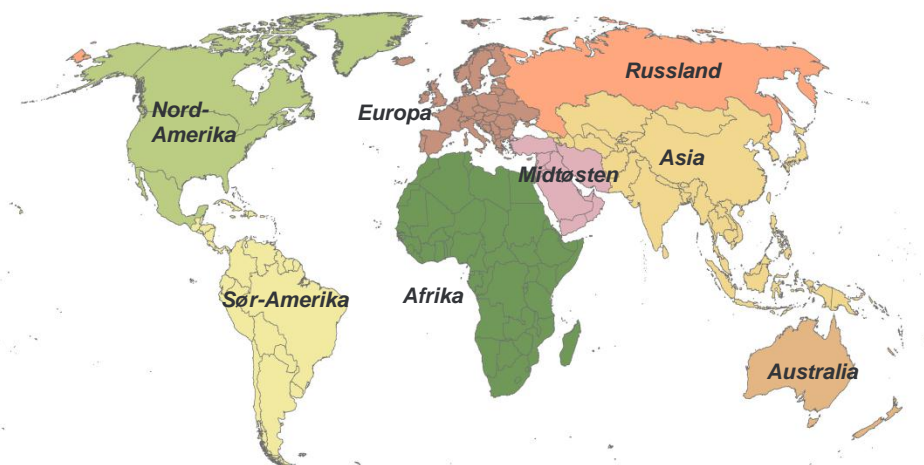 Nord-
Amerika
Europa
Russland
Asia
Midtøsten
Sør-Amerika
Afrika
Australia